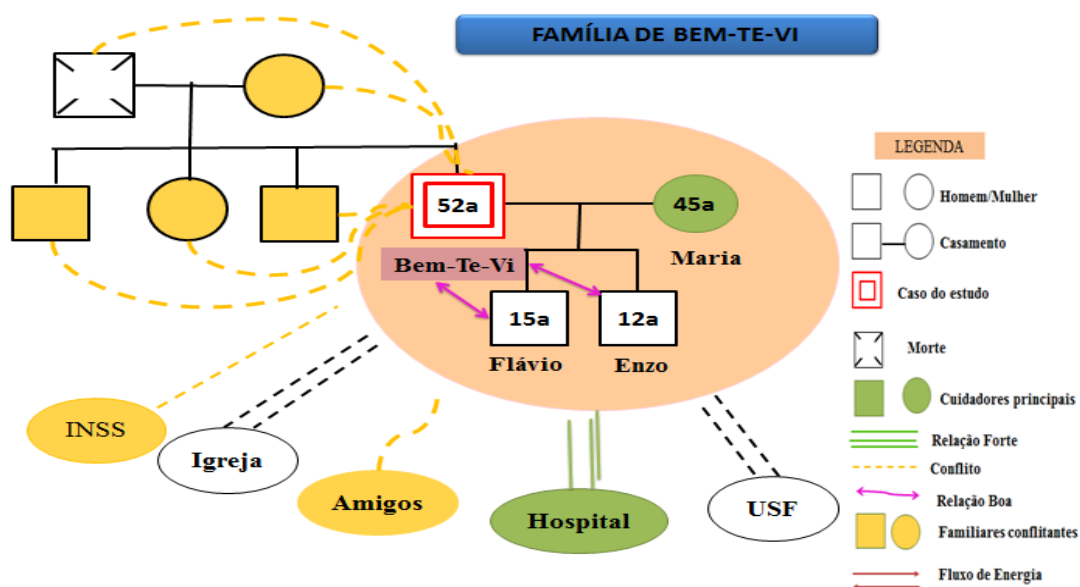 FAMÍLIA DE BEM-TE-VI
52a
45a
Bem-Te-Vi
Maria
15a
12a
Flávio
Enzo
INSS
Igreja
Amigos
Hospital
USF
LEGENDA
Homem/Mulher
Casamento
Caso do estudo
Morte
Cuidadores principais
Relação Forte
Conflito
Relação Boa
Familiares conflitantes
Fluxo de Energia